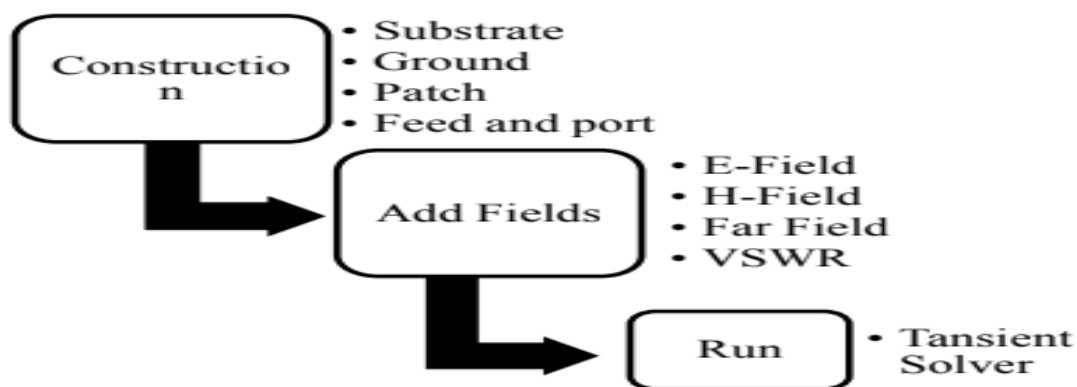 Constructio
n
• Substrate
• Ground
• Patch
• Feed and port
Add Fields
• E-Field
• H-Field
• Far Field
• VSWR
Run
• Tansient
Solver